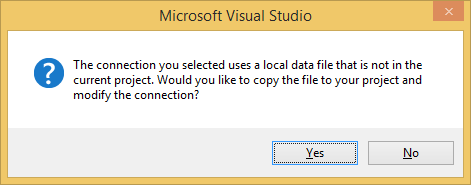 Microsoft Visual Studio
The connection you selected uses a local data file that is not in the
current project. Would you like to copy the file to your project and
modify the connection?
Yes
No